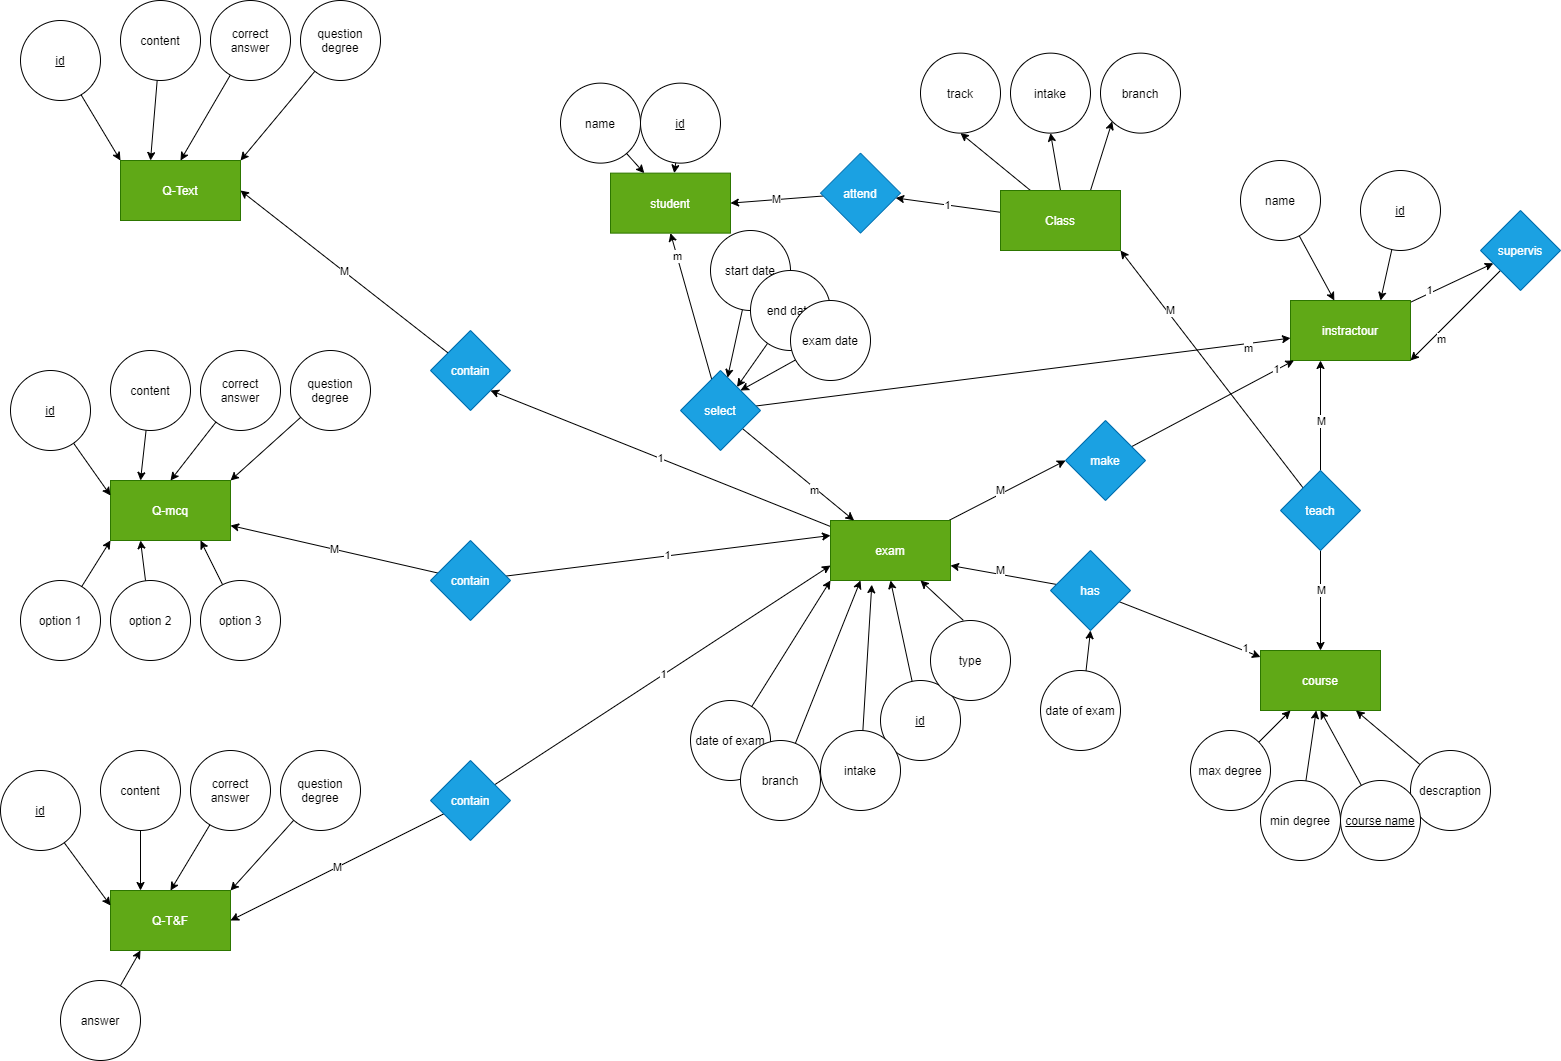 id
content
correct
answer
question
degree
Q-Text
M
contain
1
name
id
student
M
attend
1
track
intake
branch
Class
m
start date
end dat
exam date
select
m
m
name
id
supervis
1
m
instractour
1
make
M
M
M
teach
M
id
content
correct
answer
question
degree
Q-mcq
option 1
option 2
option 3
M
contain
1
exam
M
has
1
date of exam
1
date of exam
branch
intake
id
type
course
max degree
min degree
course name
descraption
id
content
correct
answer
question
degree
Q-T&F
answer
M
contain